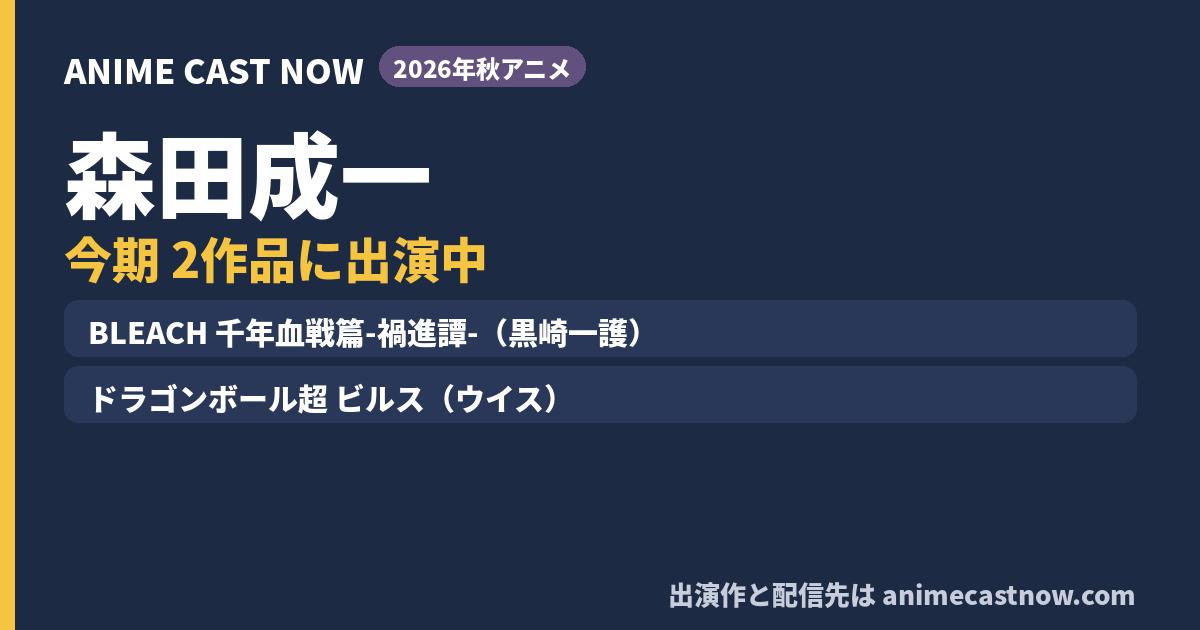 ANIME CAST NOW 2026年秋アニメ
森田成一
今期 2作品に出演中
BLEACH 千年血戦篇-禍進譚-（黒崎一護）
ドラゴンボール超 ビルス（ウイス）
出演作と配信先は animecastnow.com